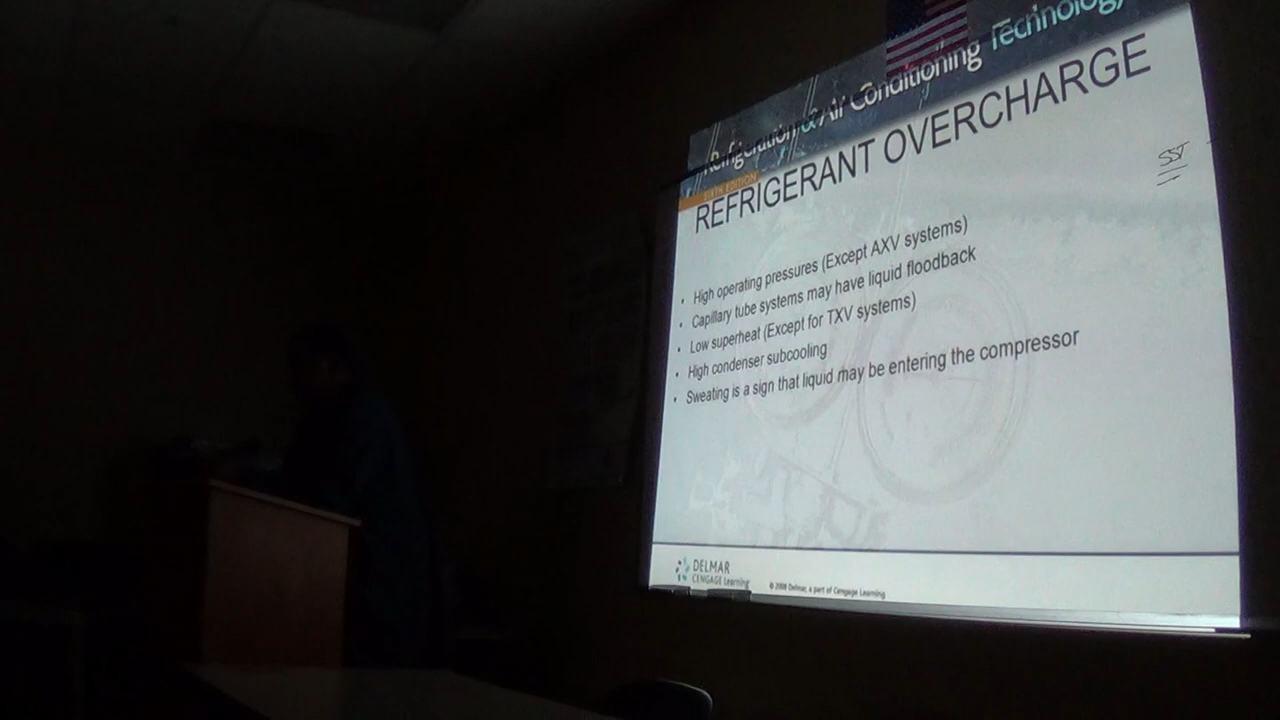 Refrigeration & Air Conditioning Technology
SIXTH EDITION
REFRIGERANT OVERCHARGE
• High operating pressures (Except AXV systems)
• Capillary tube systems may have liquid floodback
• Low superheat (Except for TXV systems)
• High condenser subcooling
• Sweating is a sign that liquid may be entering the compressor
SST
DELMAR
CENGAGE Learning
© 2008 Delmar, a part of Cengage Learning